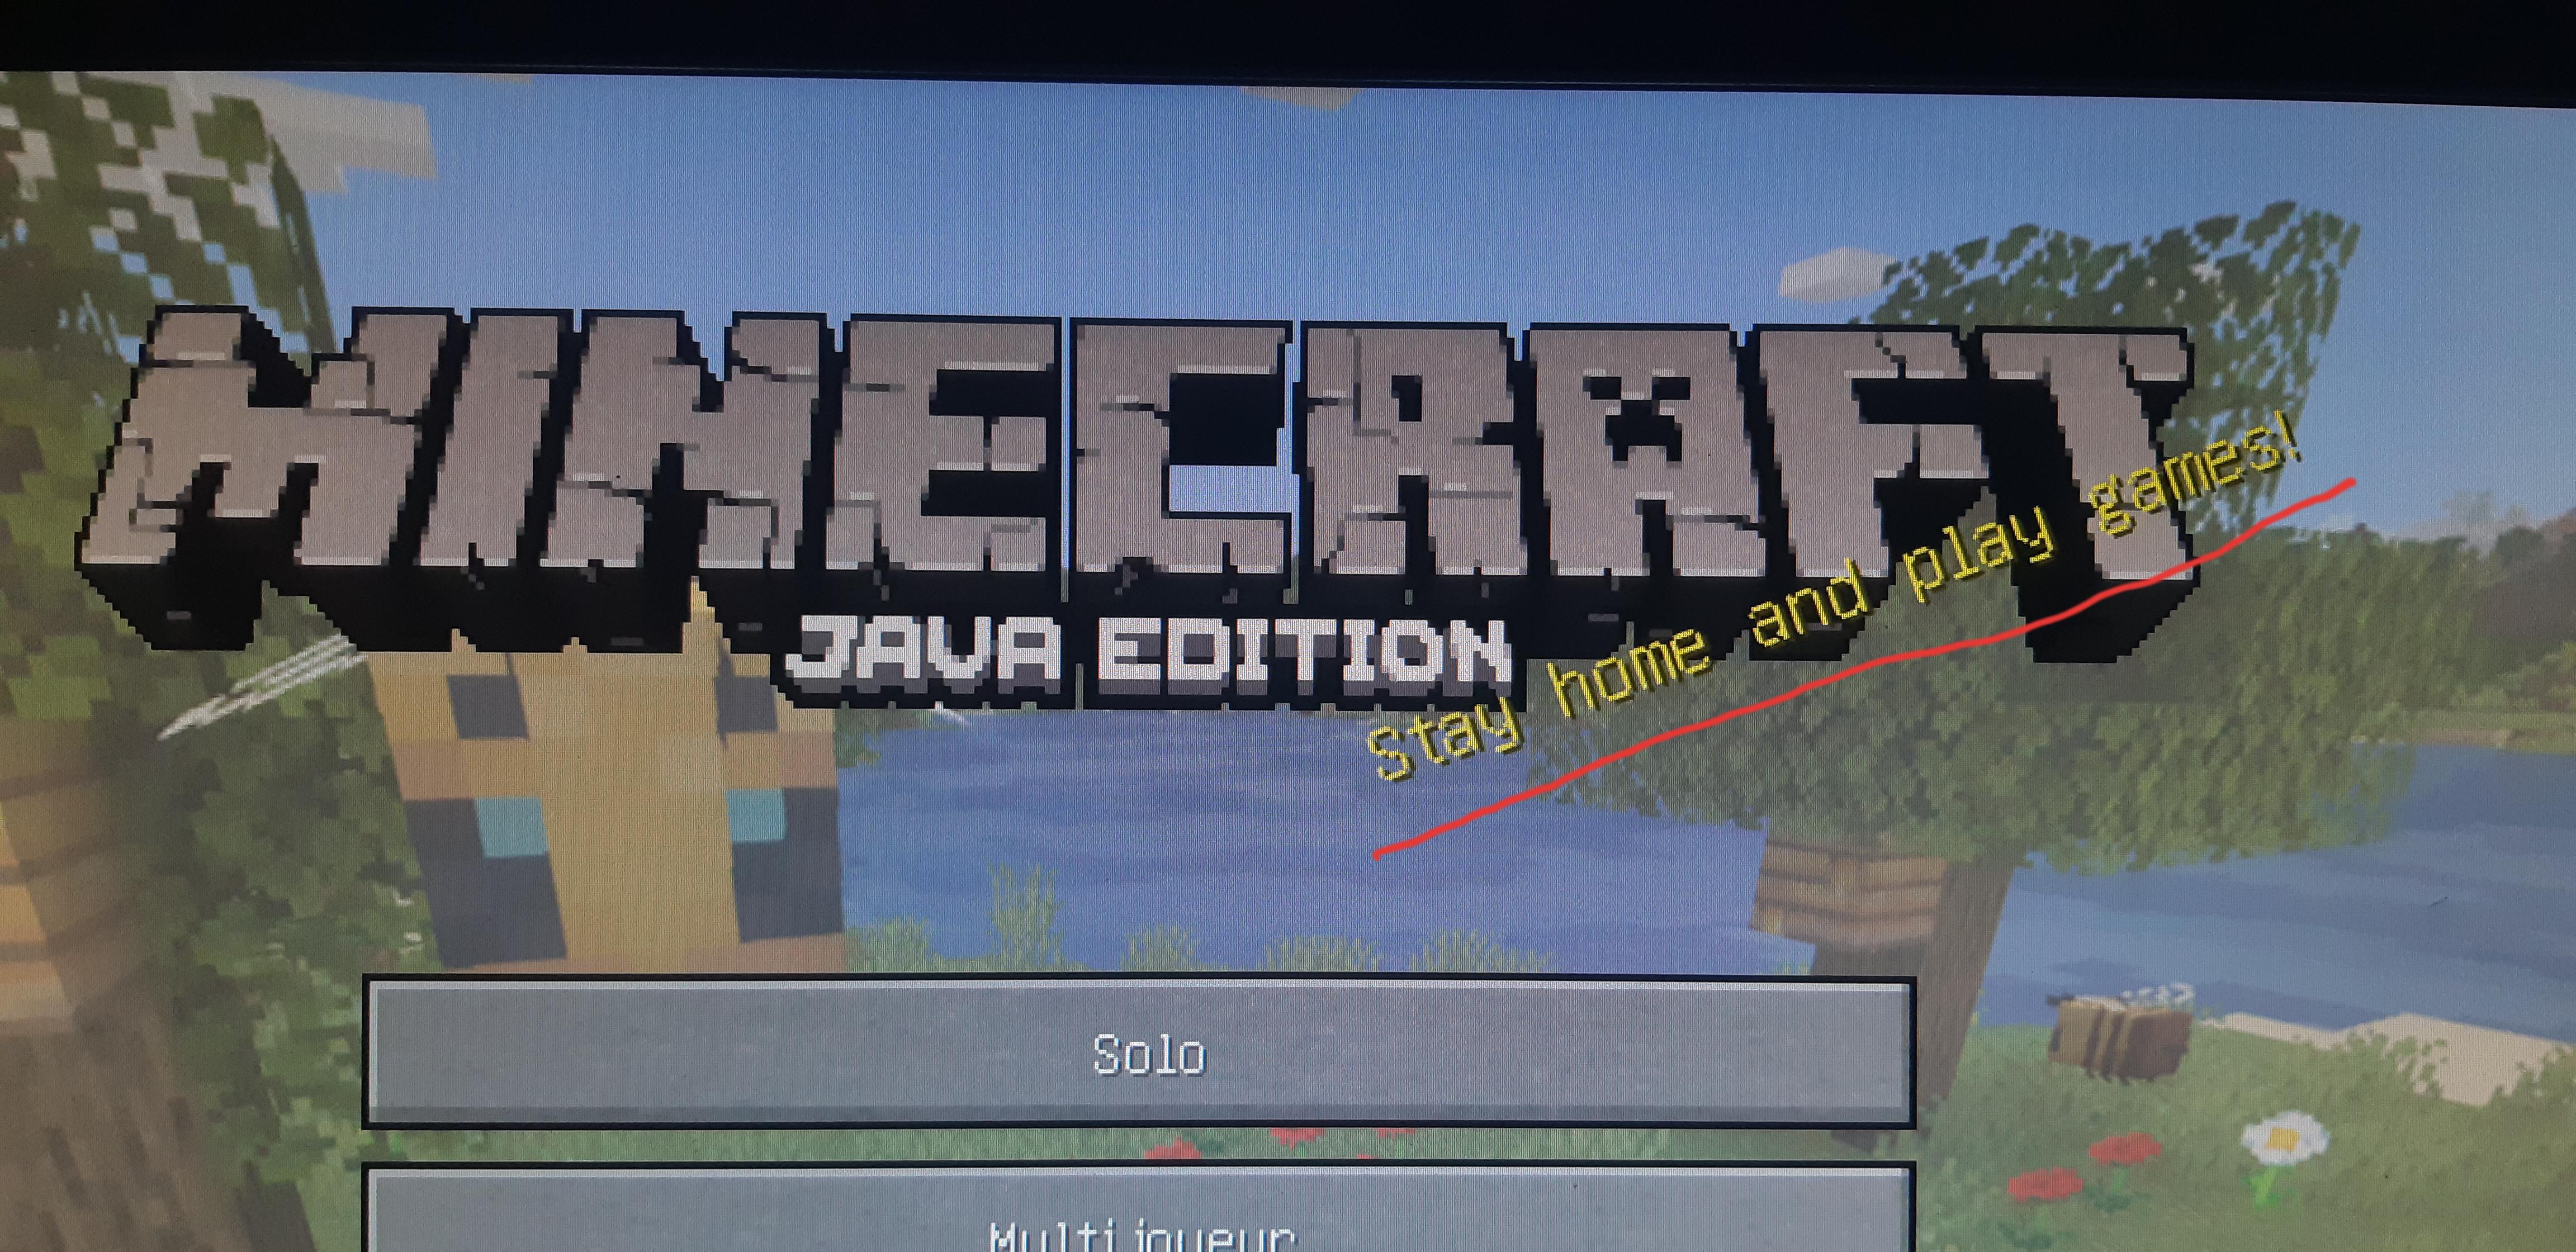 MINECRAFT
JAVA EDITION
Stay home and play games!
Solo
Multijoueur